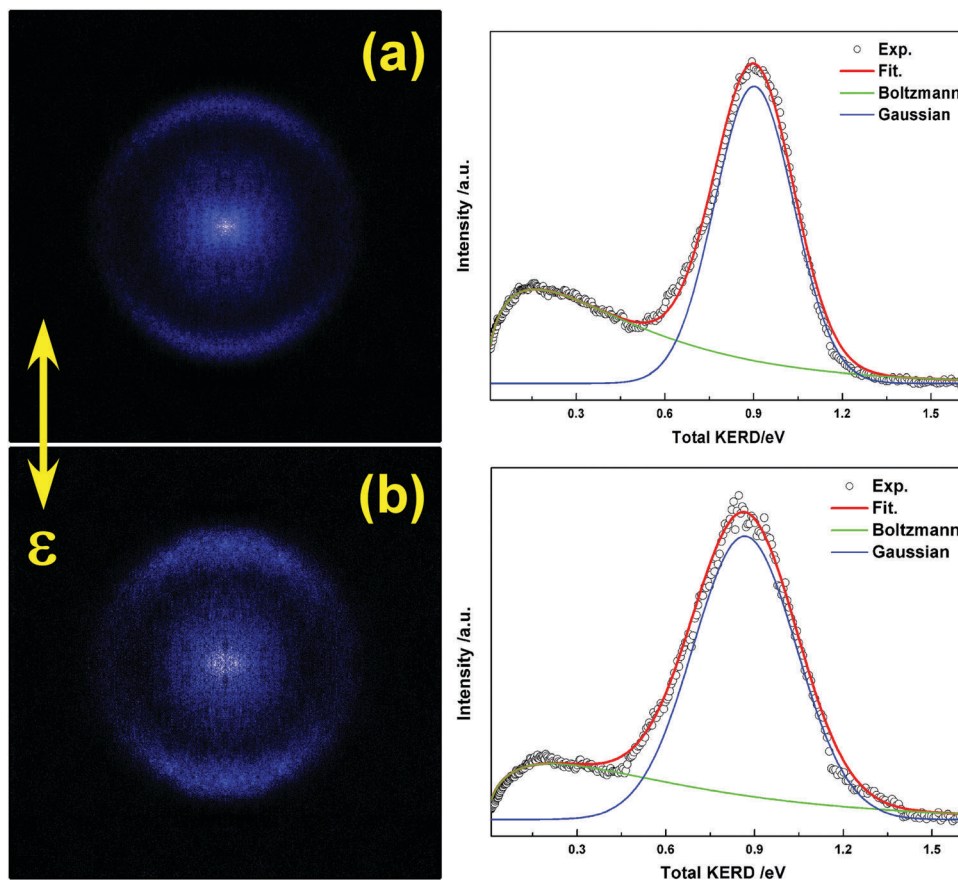 (a)
Exp.
Fit.
Boltzmann
Gaussian
Intensity /a.u.
0.3 0.6 0.9 1.2 1.5
Total KERD/eV
ε
(b)
Exp.
Fit.
Boltzmann
Gaussian
Intensity /a.u.
0.3 0.6 0.9 1.2 1.5
Total KERD /eV